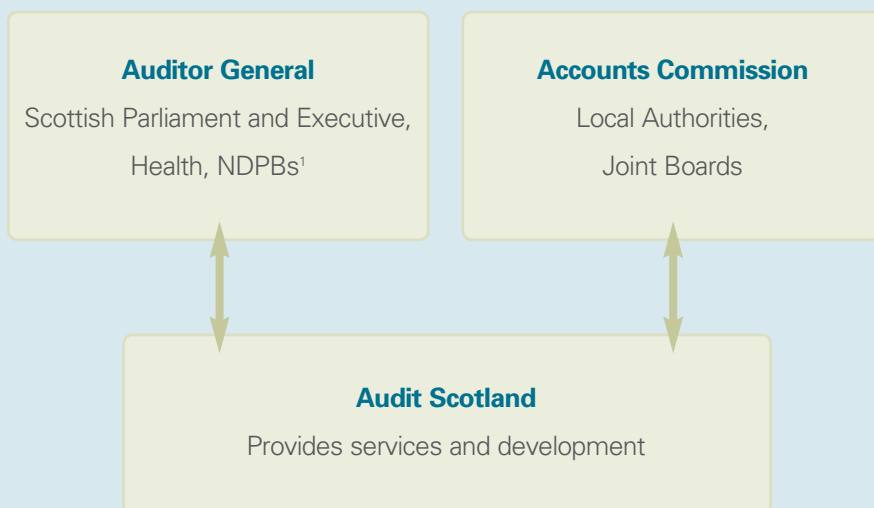 Auditor General
Scottish Parliament and Executive,
Health, NDPBs¹
Accounts Commission
Local Authorities,
Joint Boards
Audit Scotland
Provides services and development